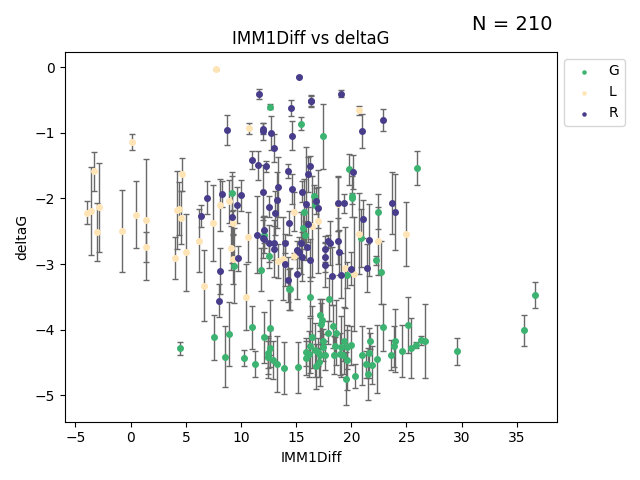 N = 210
IMM1Diff vs deltaG
G
L
R
deltaG
0
−1
−2
−3
−4
−5
−5 0 5 10 15 20 25 30 35
IMM1Diff